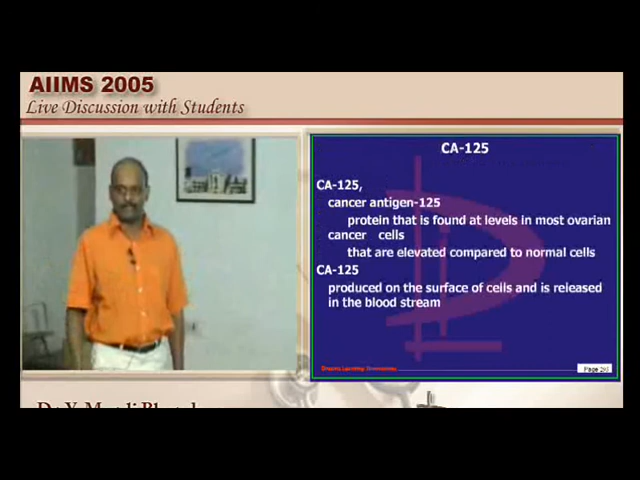 AIIMS 2005
Live Discussion with Students
CA-125
CA-125,
cancer antigen-125
protein that is found at levels in most ovarian
cancer cells
that are elevated compared to normal cells
CA-125
produced on the surface of cells and is released
in the blood stream
Page